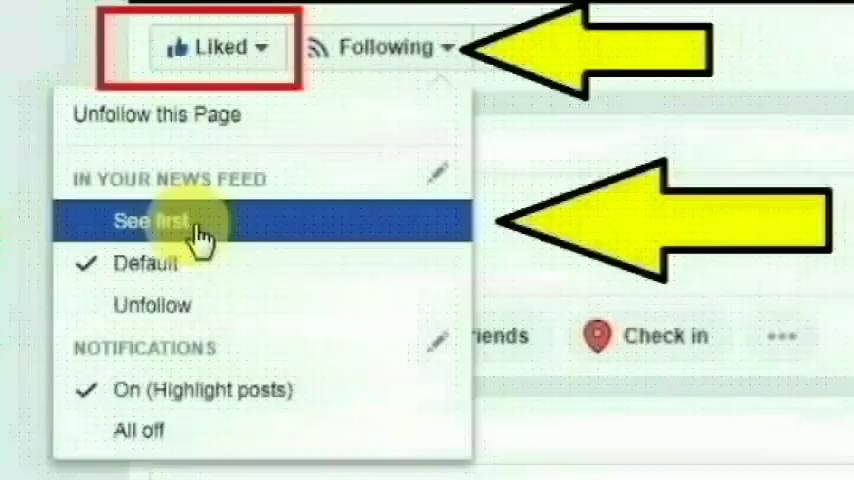 Liked Following
Unfollow this Page
IN YOUR NEWS FEED
See first
Default
Unfollow
riends Check in
NOTIFICATIONS
On (Highlight posts)
All off